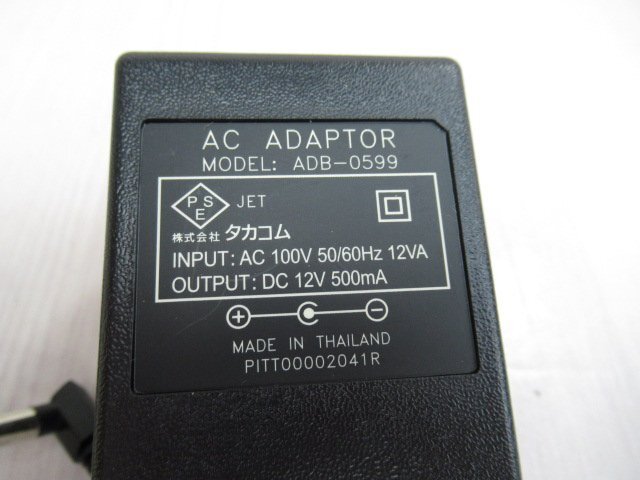 AC ADAPTOR
MODEL: ADB-0599
PSE JET
株式会社 タカコム
INPUT: AC 100V 50/60Hz 12VA
OUTPUT: DC 12V 500mA
+ −
MADE IN THAILAND
PITT00002041R